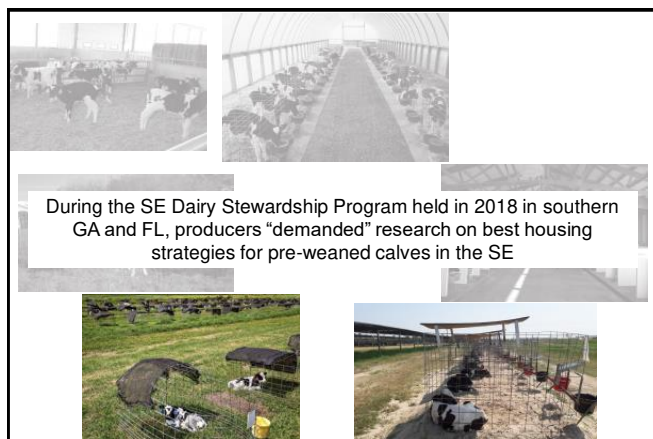 During the SE Dairy Stewardship Program held in 2018 in southern
GA and FL, producers “demanded” research on best housing
strategies for pre-weaned calves in the SE